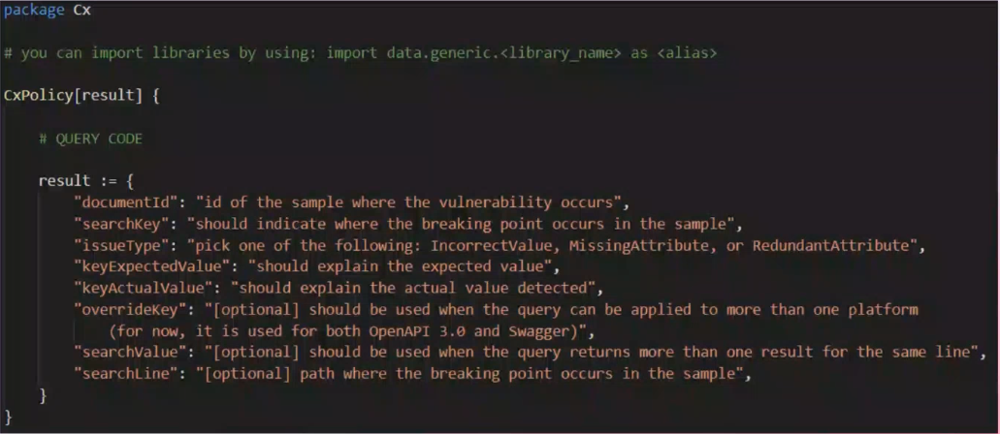 package Cx
# you can import libraries by using: import data.generic.<library_name> as <alias>
CxPolicy[result] {
# QUERY CODE
result := {
"documentId": "id of the sample where the vulnerability occurs",
"searchKey": "should indicate where the breaking point occurs in the sample",
"issueType": "pick one of the following: IncorrectValue, MissingAttribute, or RedundantAttribute",
"keyExpectedValue": "should explain the expected value",
"keyActualValue": "should explain the actual value detected",
"overrideKey": "[optional] should be used when the query can be applied to more than one platform
(for now, it is used for both OpenAPI 3.0 and Swagger)",
"searchValue": "[optional] should be used when the query returns more than one result for the same line",
"searchLine": "[optional] path where the breaking point occurs in the sample",
}
}